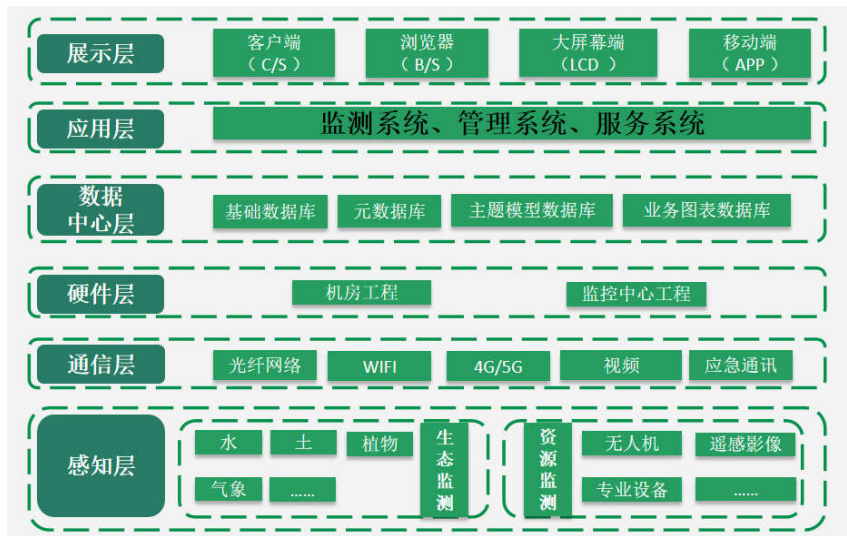 展示层
客户端
（ C/S ）
浏览器
（ B/S ）
大屏幕端
（LCD ）
移动端
（ APP ）
应用层
监测系统、管理系统、服务系统
数据
中心层
基础数据库
元数据库
主题模型数据库
业务图表数据库
硬件层
机房工程
监控中心工程
通信层
光纤网络
WIFI
4G/5G
视频
应急通讯
感知层
水
土
植物
气象
......
生
态
监
测
资
源
监
测
无人机
遥感影像
专业设备
......